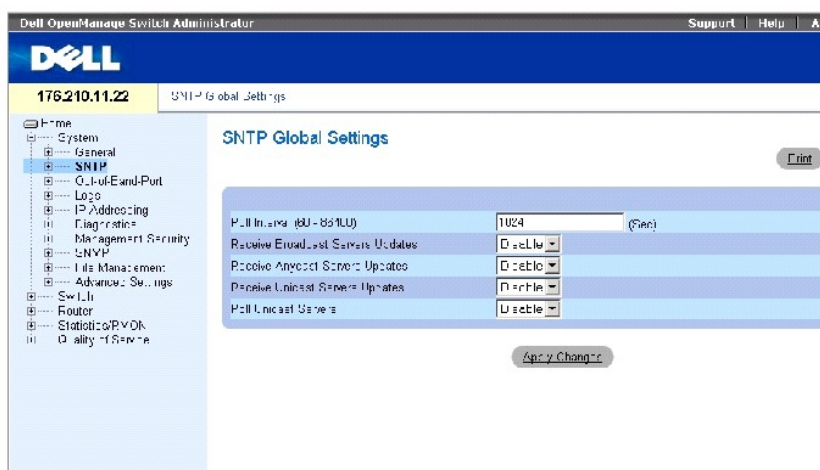 Dell OpenManage Switch Administrator
Support | Help | A
DELL
176.210.11.22
SNTP Global Settings
Home
System
General
SNTP
Out-of-Band-Port
Logs
IP Addressing
Diagnostics
Management Security
SNMP
File Management
Advanced Settings
Switch
Router
Statistics/RMON
Quality of Service
SNTP Global Settings
Print
Poll Interval (60 - 86400) 1024 (Sec)
Receive Broadcast Servers Updates Disable
Receive Anycast Servers Updates Disable
Receive Unicast Servers Updates Disable
Poll Unicast Servers Disable
Apply Changes